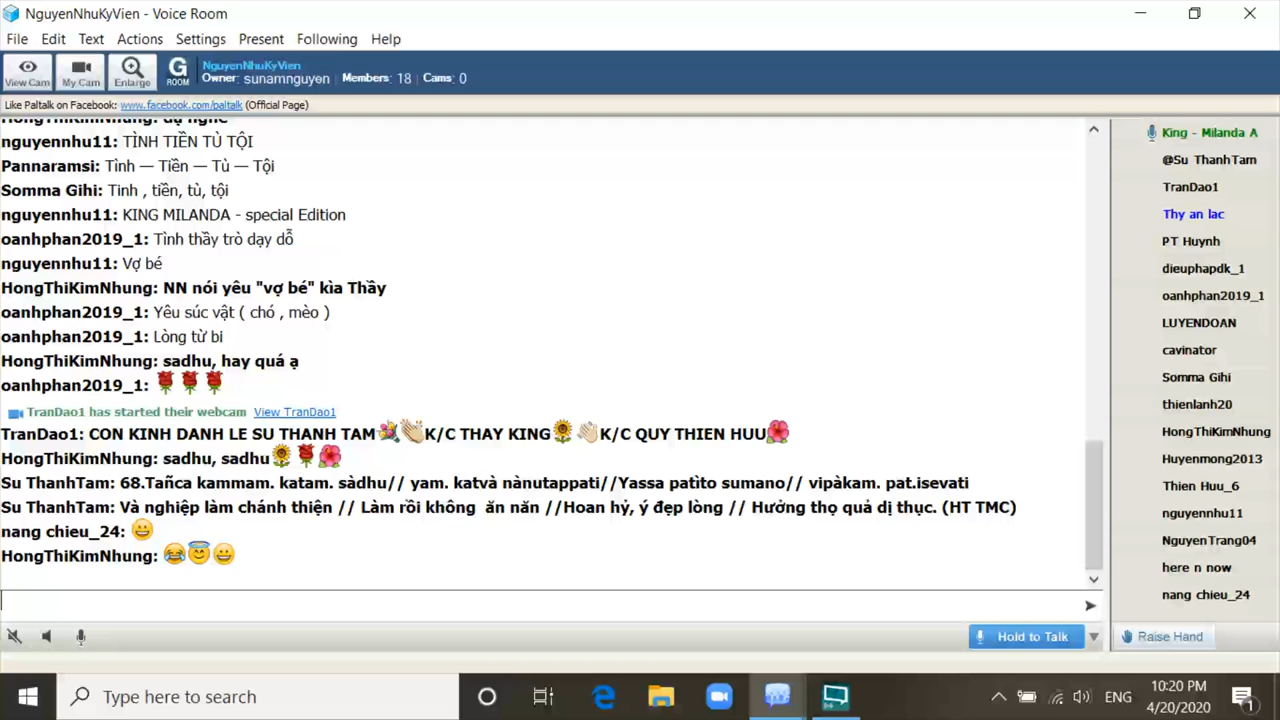 NguyenNhuKyVien - Voice Room
File Edit Text Actions Settings Present Following Help
View Cam My Cam Enlarge G ROOM
NguyenNhuKyVien
Owner: sunamnguyen Members: 18 Cams: 0
Like Paltalk on Facebook: www.facebook.com/paltalk (Official Page)
HongThiKimNhung: dụ nghe
nguyennhu11: TÌNH TIỀN TÙ TỘI
Pannaramsi: Tình — Tiền — Tù — Tội
Somma Gihi: Tinh , tiền, tù, tội
nguyennhu11: KING MILANDA - special Edition
oanhphan2019_1: Tình thầy trò dạy dỗ
nguyennhu11: Vợ bé
HongThiKimNhung: NN nói yêu "vợ bé" kìa Thầy
oanhphan2019_1: Yêu súc vật ( chó , mèo )
oanhphan2019_1: Lòng từ bi
HongThiKimNhung: sadhu, hay quá ạ
oanhphan2019_1: 🌹🌹🌹
TranDao1 has started their webcam View TranDao1
TranDao1: CON KINH DANH LE SU THANH TAM💐👏K/C THAY KING🌻👏K/C QUY THIEN HUU🌺
HongThiKimNhung: sadhu, sadhu🌻🌹🌺
Su ThanhTam: 68.Tañca kammam. katam. sàdhu// yam. katvà nànutappati//Yassa patìto sumano// vipàkam. pat.isevati
Su ThanhTam: Và nghiệp làm chánh thiện // Làm rồi không ăn năn //Hoan hỷ, ý đẹp lòng // Hưởng thọ quả dị thục. (HT TMC)
nang chieu_24: 😀
HongThiKimNhung: 😂😇😀
King - Milanda A
@Su ThanhTam
TranDao1
Thy an lac
PT Huynh
dieuphapdk_1
oanhphan2019_1
LUYENDOAN
cavinator
Somma Gihi
thienlanh20
HongThiKimNhung
Huyenmong2013
Thien Huu_6
nguyennhu11
NguyenTrang04
here n now
nang chieu_24
Hold to Talk
Raise Hand
Type here to search
ENG
10:20 PM
4/20/2020
1